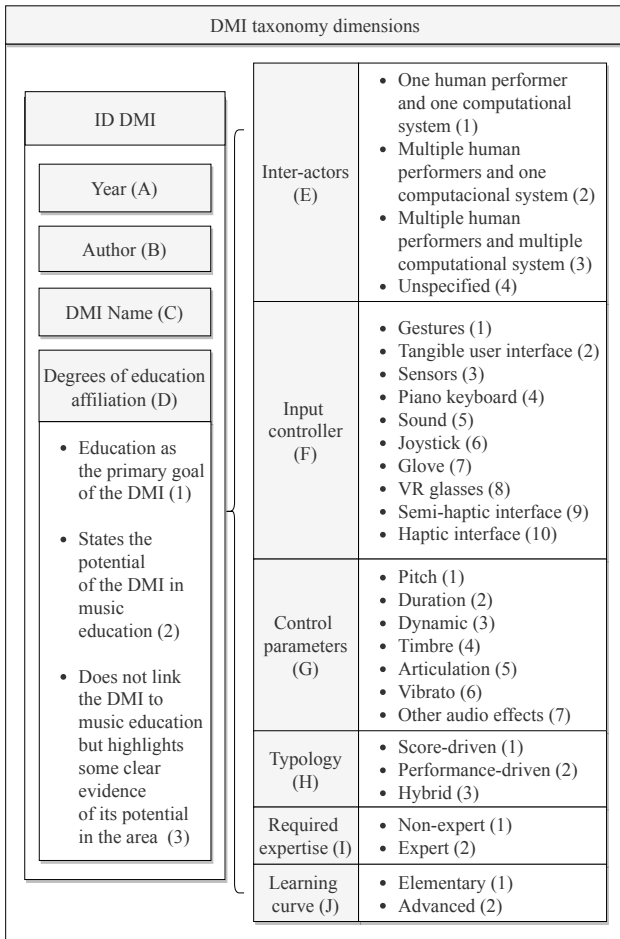 DMI taxonomy dimensions
ID DMI
Year (A)
Author (B)
DMI Name (C)
Degrees of education
affiliation (D)
• Education as
the primary goal
of the DMI (1)
• States the
potential
of the DMI in
music
education (2)
• Does not link
the DMI to
music education
but highlights
some clear
evidence
of its potential
in the area (3)
Inter-actors
(E)
• One human performer
and one computational
system (1)
• Multiple human
performers and one
computacional system (2)
• Multiple human
performers and multiple
computational system (3)
• Unspecified (4)
Input
controller
(F)
• Gestures (1)
• Tangible user interface (2)
• Sensors (3)
• Piano keyboard (4)
• Sound (5)
• Joystick (6)
• Glove (7)
• VR glasses (8)
• Semi-haptic interface (9)
• Haptic interface (10)
Control
parameters
(G)
• Pitch (1)
• Duration (2)
• Dynamic (3)
• Timbre (4)
• Articulation (5)
• Vibrato (6)
• Other audio effects (7)
Typology
(H)
• Score-driven (1)
• Performance-driven (2)
• Hybrid (3)
Required
expertise (I)
• Non-expert (1)
• Expert (2)
Learning
curve (J)
• Elementary (1)
• Advanced (2)